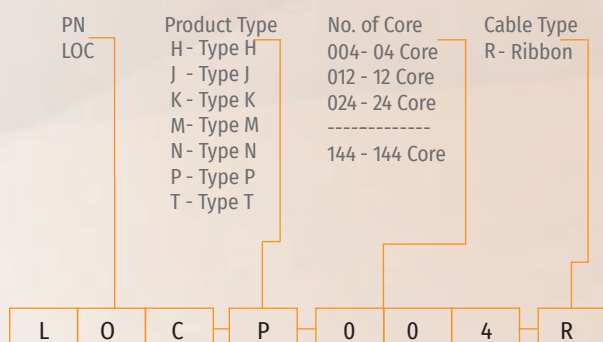 PN
LOC
Product Type
H - Type H
J - Type J
K - Type K
M - Type M
N - Type N
P - Type P
T - Type T
No. of Core
004- 04 Core
012 - 12 Core
024 - 24 Core
-------------
144 - 144 Core
Cable Type
R - Ribbon
L O C - P - 0 0 4 - R